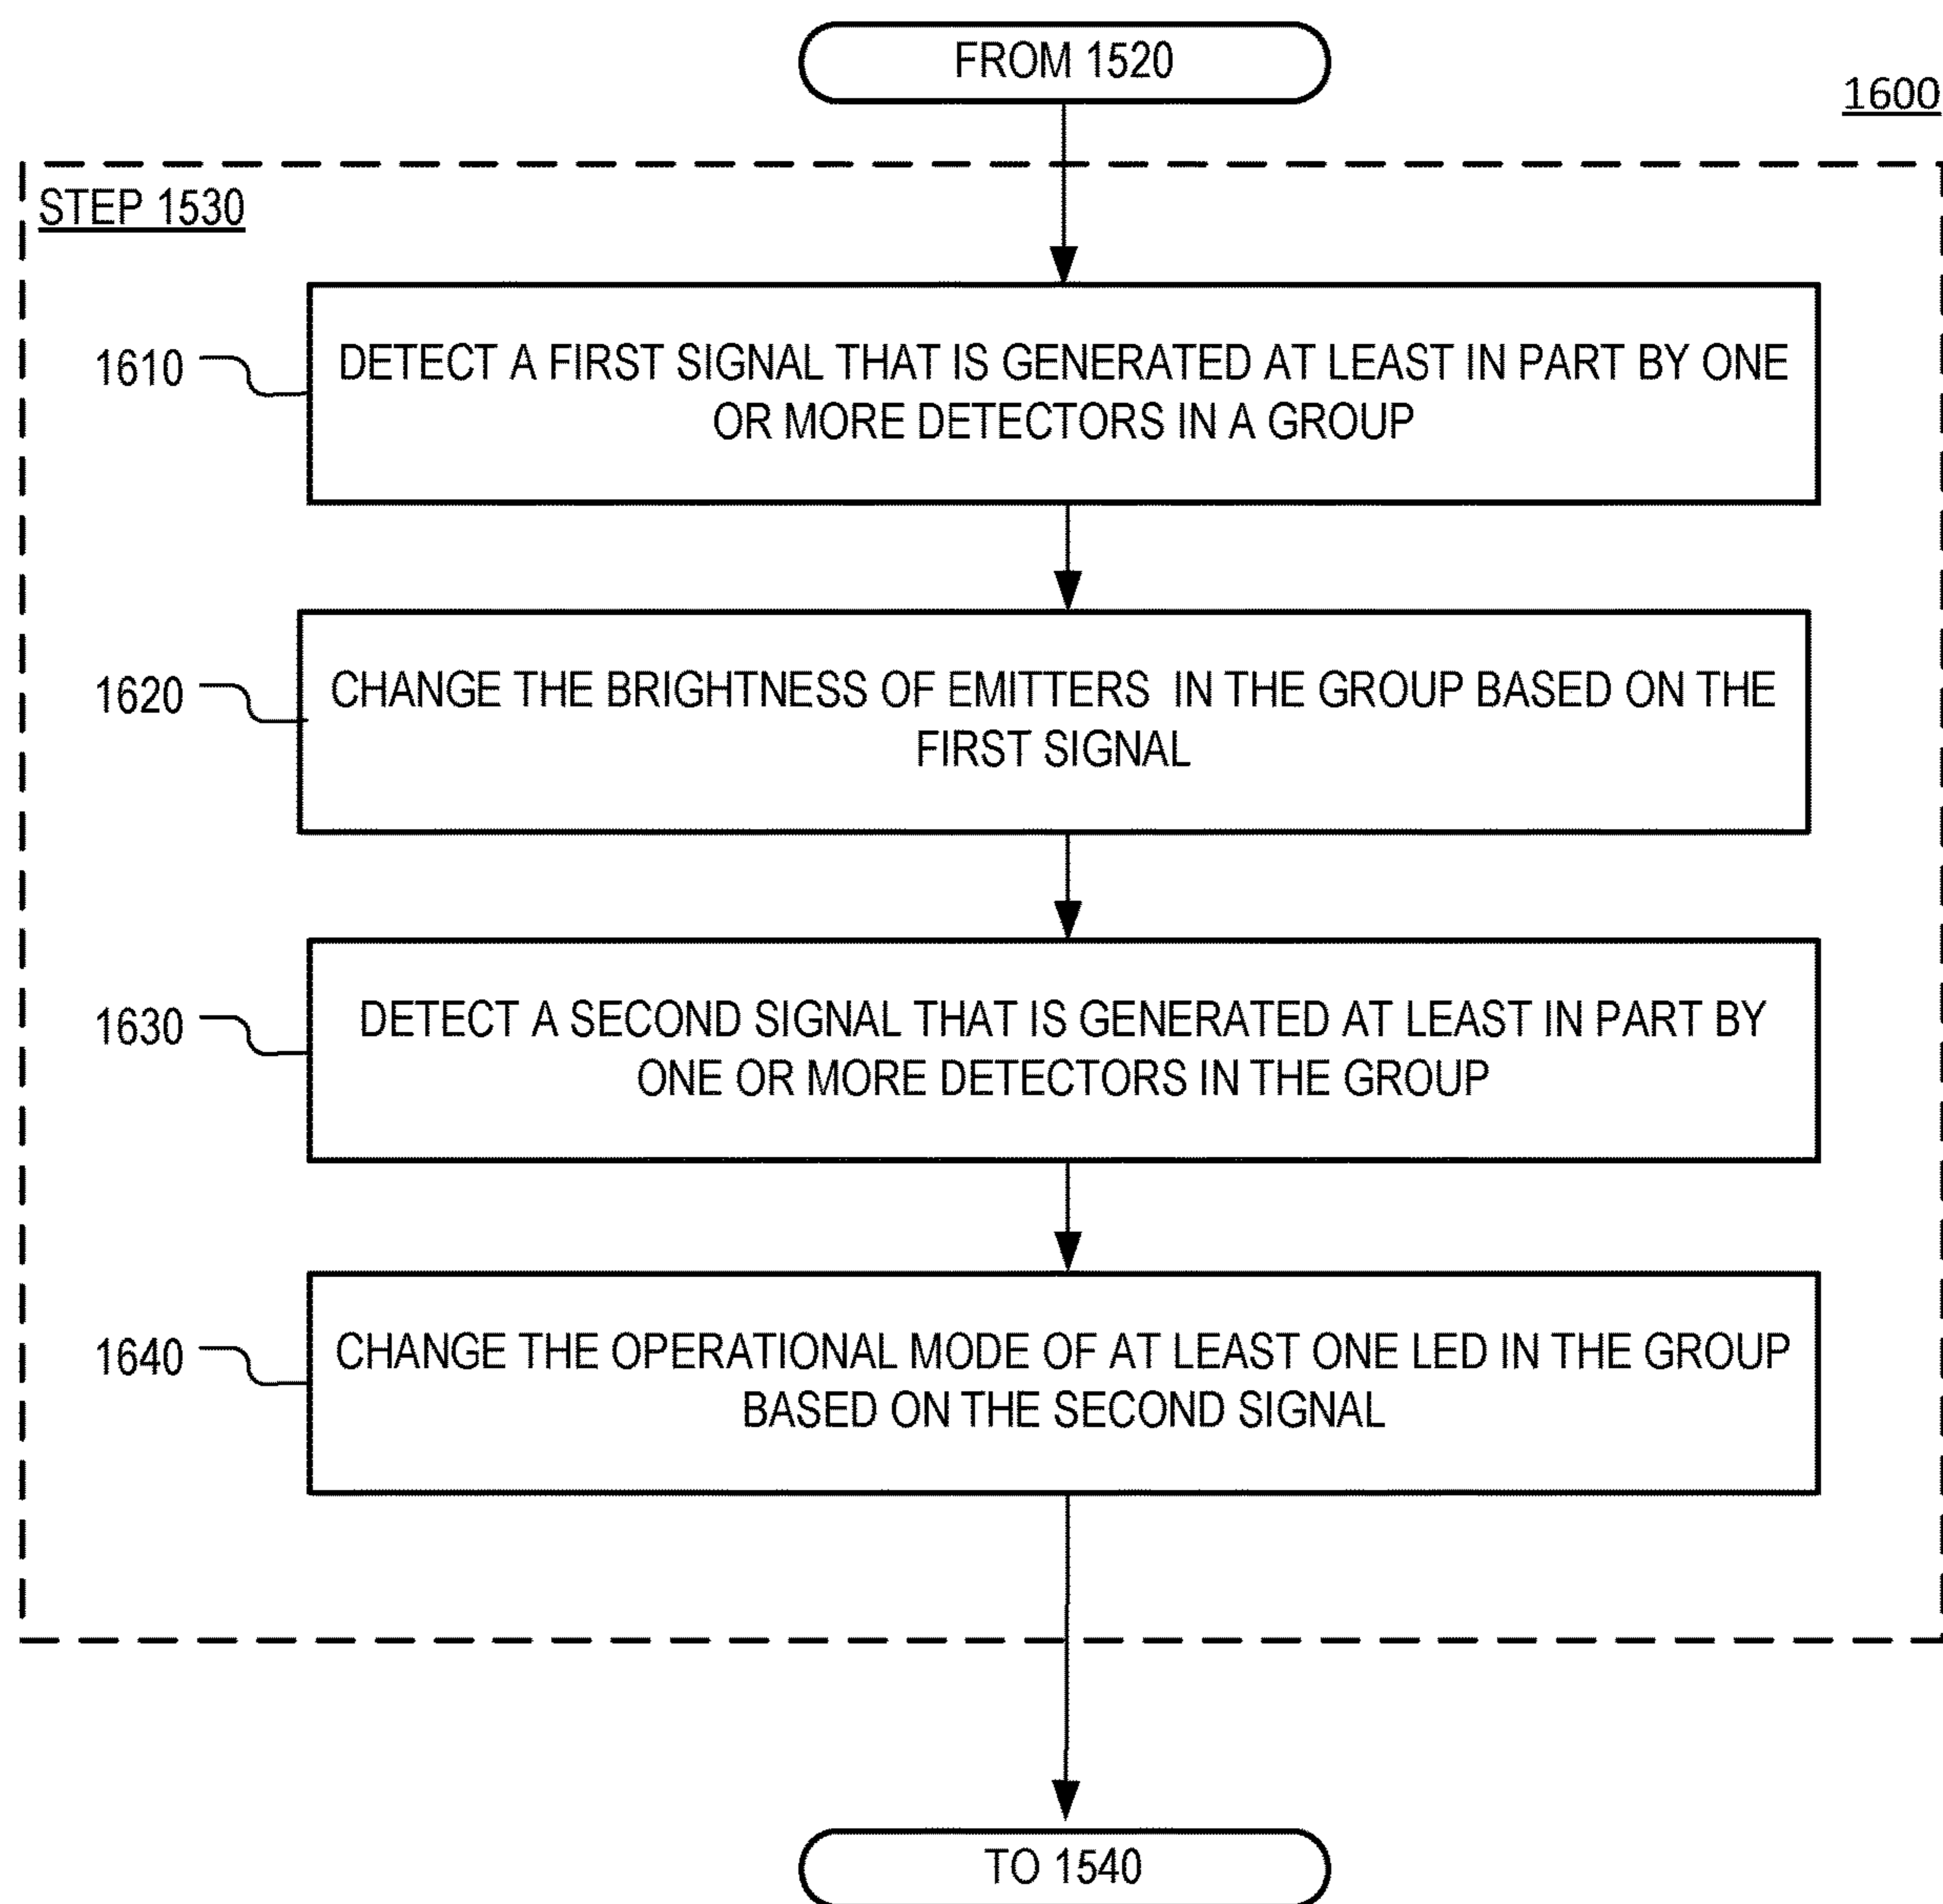 FROM 1520
1600
STEP 1530
1610
DETECT A FIRST SIGNAL THAT IS GENERATED AT LEAST IN PART BY ONE
OR MORE DETECTORS IN A GROUP
1620
CHANGE THE BRIGHTNESS OF EMITTERS IN THE GROUP BASED ON THE
FIRST SIGNAL
1630
DETECT A SECOND SIGNAL THAT IS GENERATED AT LEAST IN PART BY
ONE OR MORE DETECTORS IN THE GROUP
1640
CHANGE THE OPERATIONAL MODE OF AT LEAST ONE LED IN THE GROUP
BASED ON THE SECOND SIGNAL
TO 1540